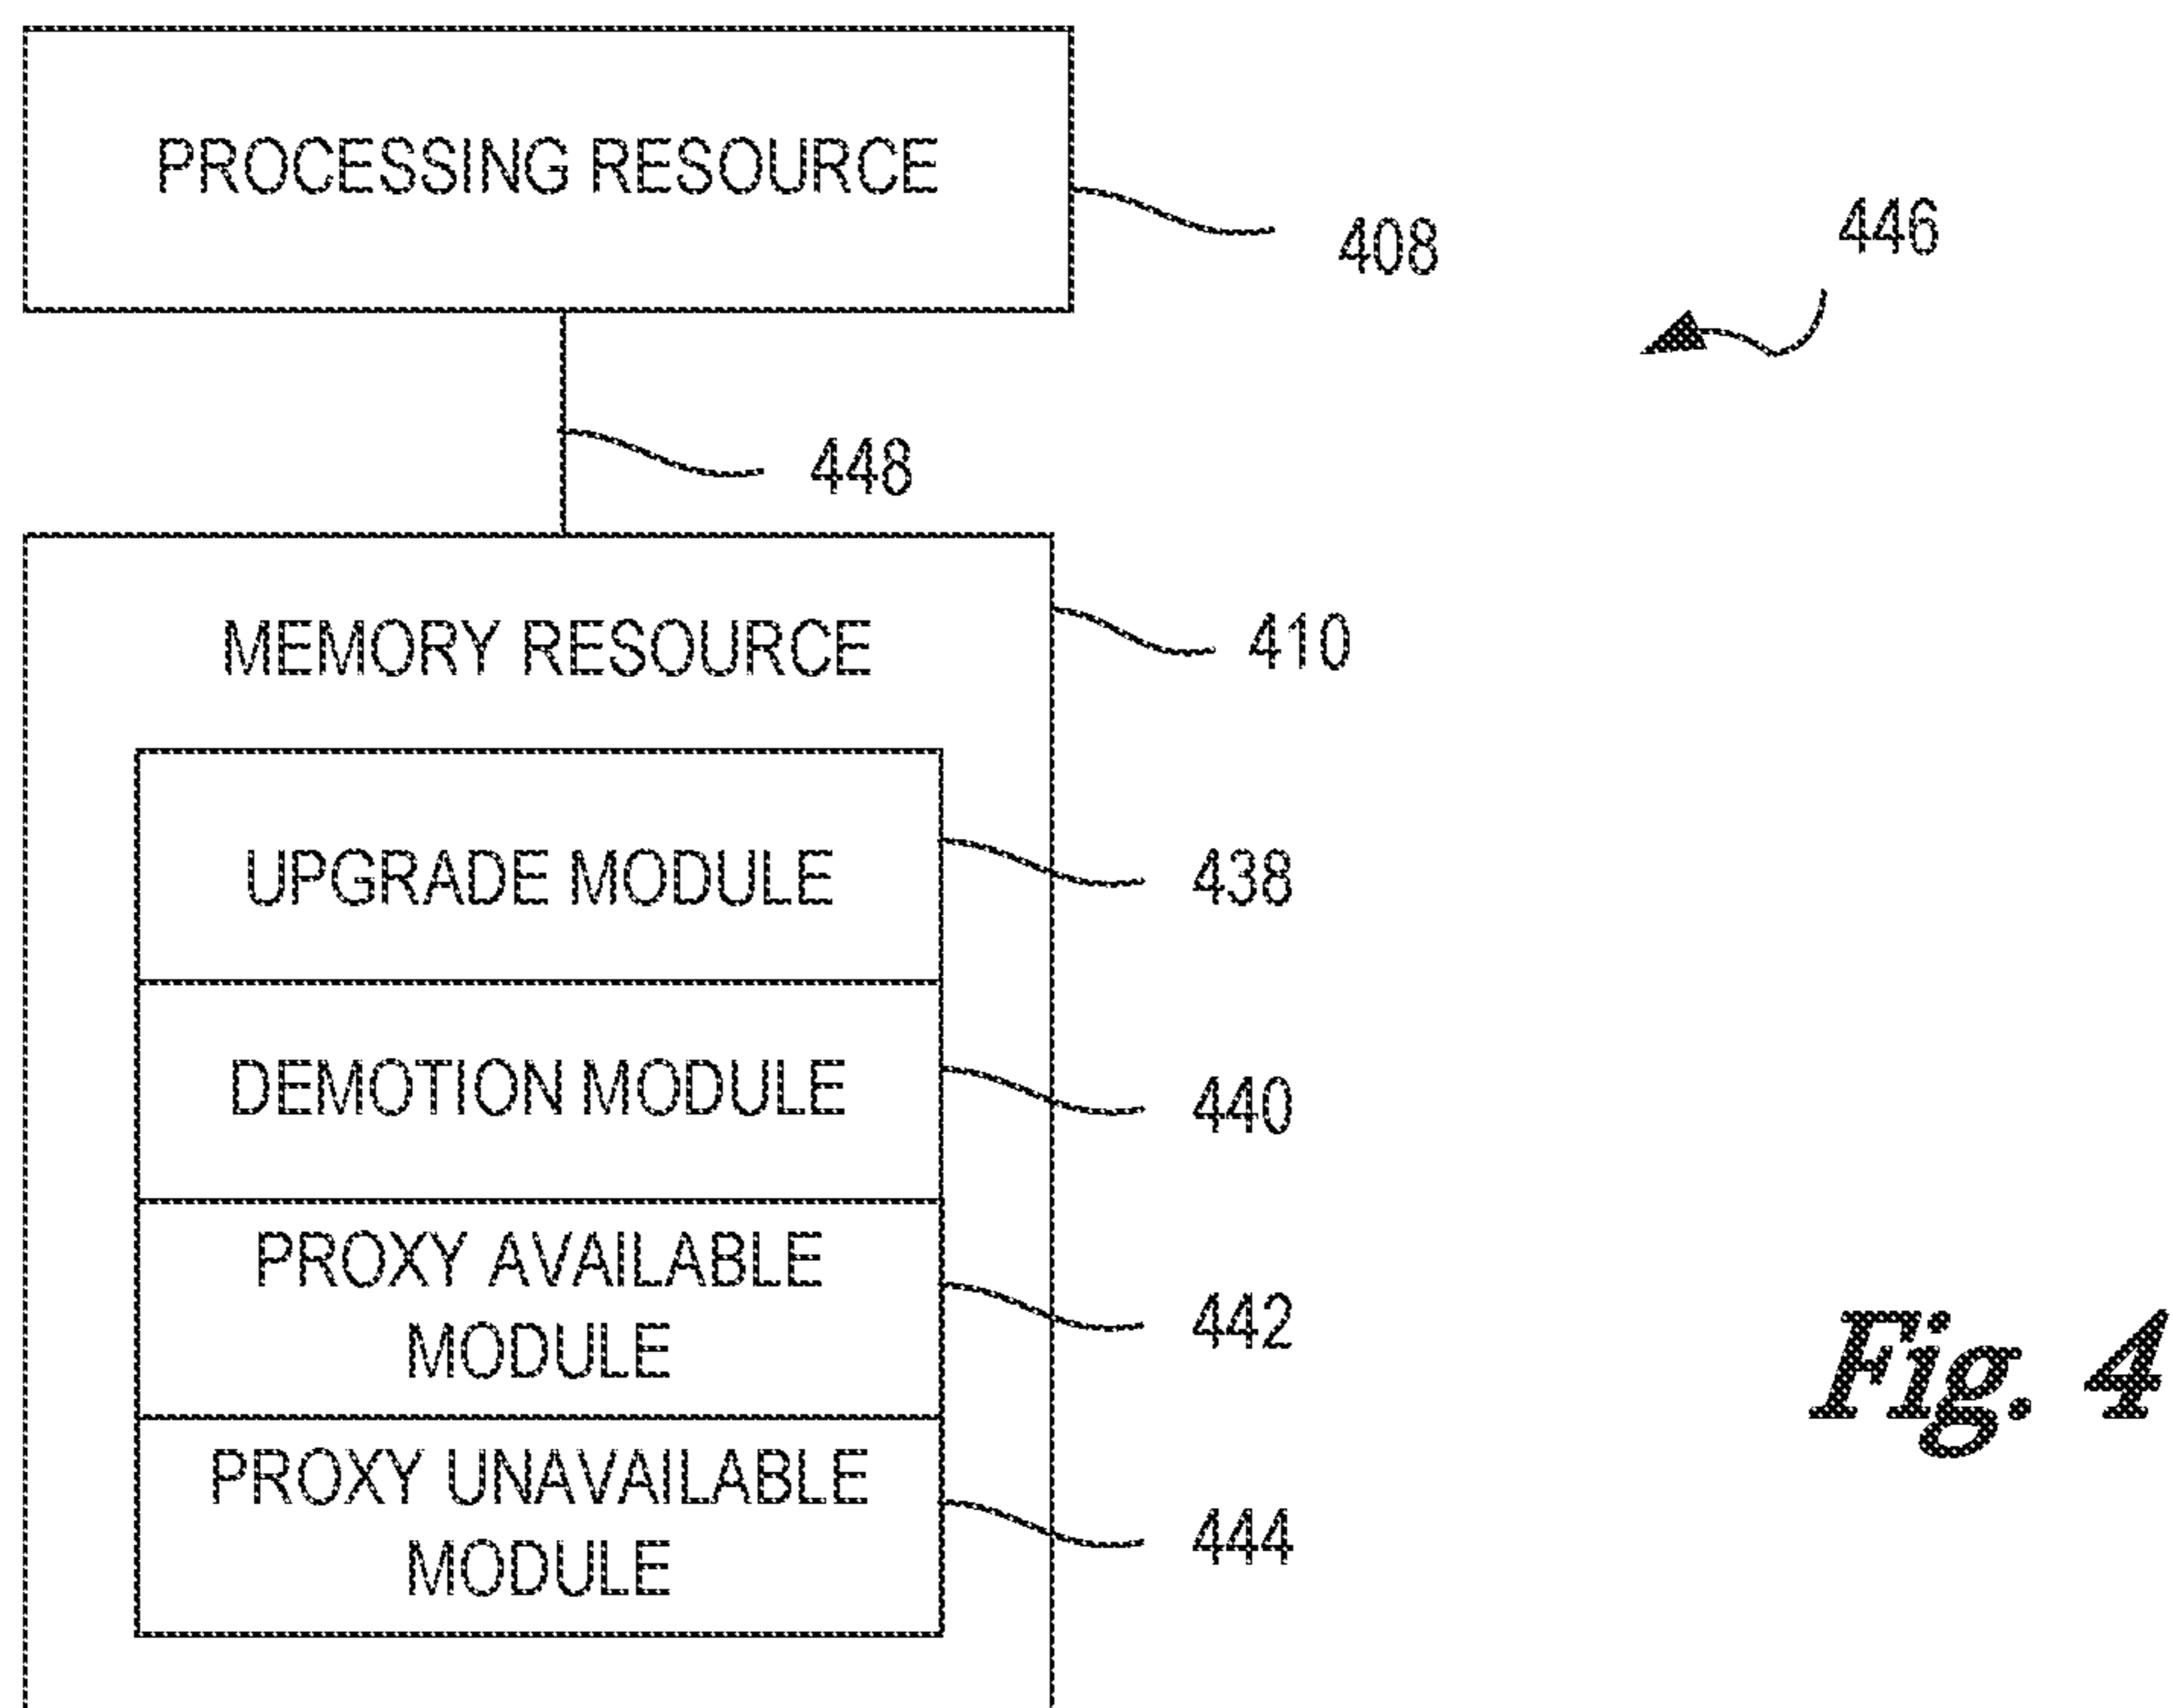 PROCESSING RESOURCE
408
446
448
MEMORY RESOURCE
410
UPGRADE MODULE
438
DEMOTION MODULE
440
PROXY AVAILABLE
MODULE
442
PROXY UNAVAILABLE
MODULE
444
Fig. 4